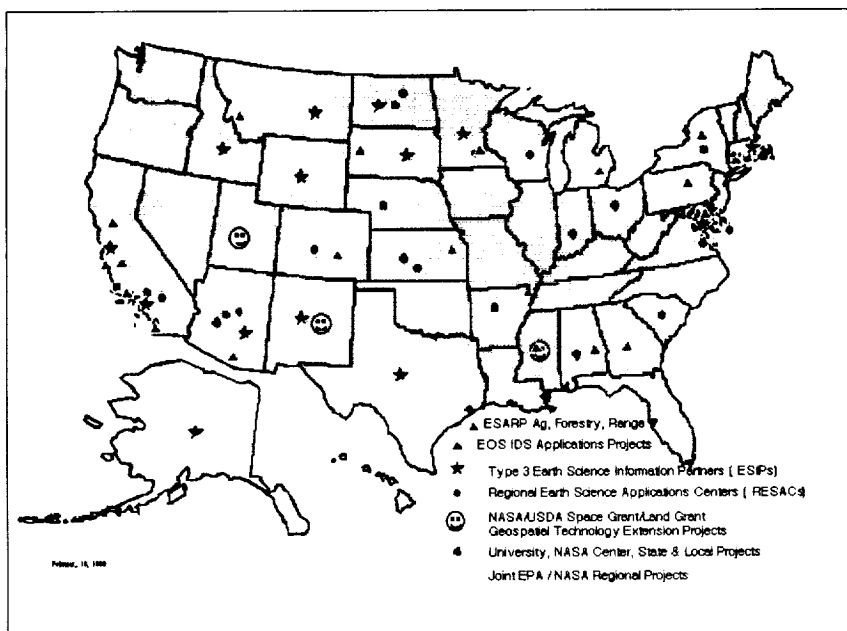 ESARP Ag, Forestry, Range
EOS IDS Applications Projects
Type 3 Earth Science Information Partners ( ESIPs)
Regional Earth Science Applications Centers ( RESACs)
NASA/USDA Space Grant/Land Grant
Geospatial Technology Extension Projects
University, NASA Center, State & Local Projects
Joint EPA / NASA Regional Projects